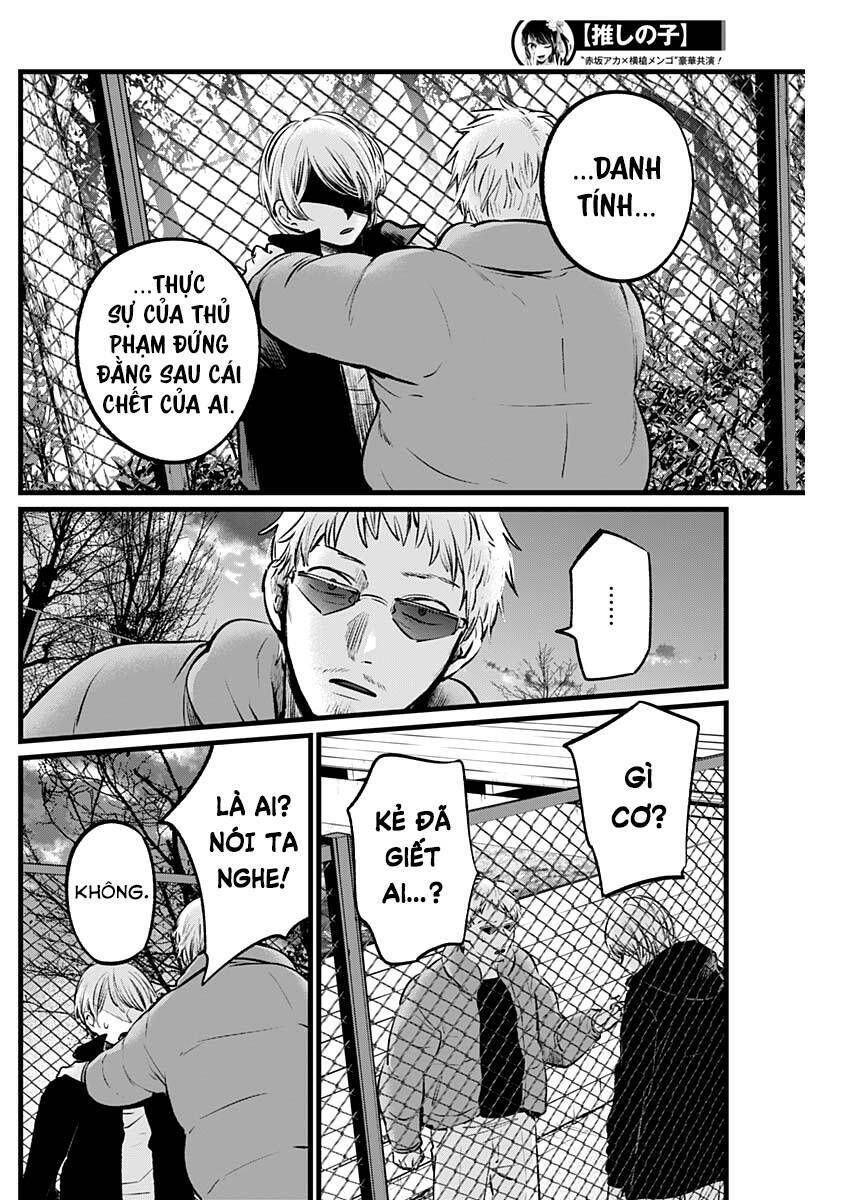 【推しの子】
“赤坂アカ×横槍メンゴ”豪華共演！
...DANH
TÍNH...
...THỰC
SỰ CỦA THỦ
PHẠM ĐỨNG
ĐẰNG SAU CÁI
CHẾT CỦA AI.
......
GÌ
CƠ?
KẺ ĐÃ
GIẾT
AI...?
LÀ AI?
NÓI TA
NGHE!
KHÔNG.